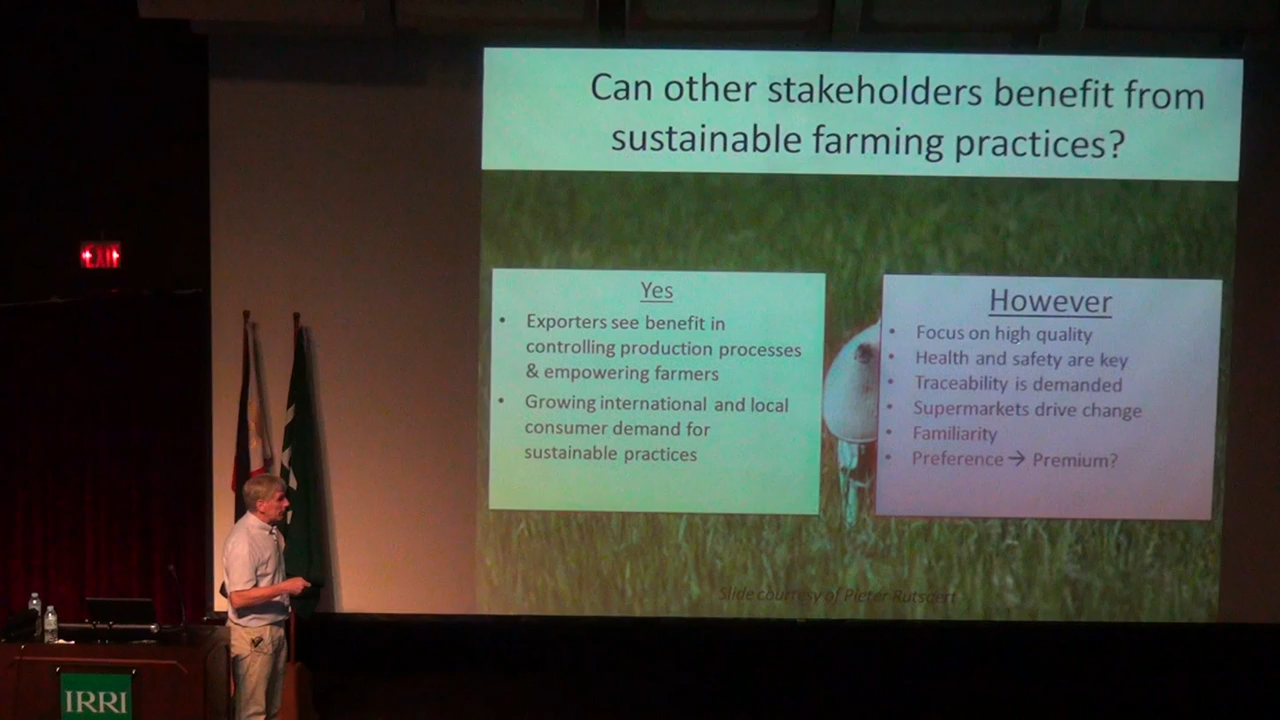 Can other stakeholders benefit from
sustainable farming practices?
EXIT
Yes
• Exporters see benefit in
controlling production processes
& empowering farmers
• Growing international and local
consumer demand for
sustainable practices
However
• Focus on high quality
• Health and safety are key
• Traceability is demanded
• Supermarkets drive change
• Familiarity
• Preference → Premium?
Slide courtesy of Pieter Rutsaert
IRRI